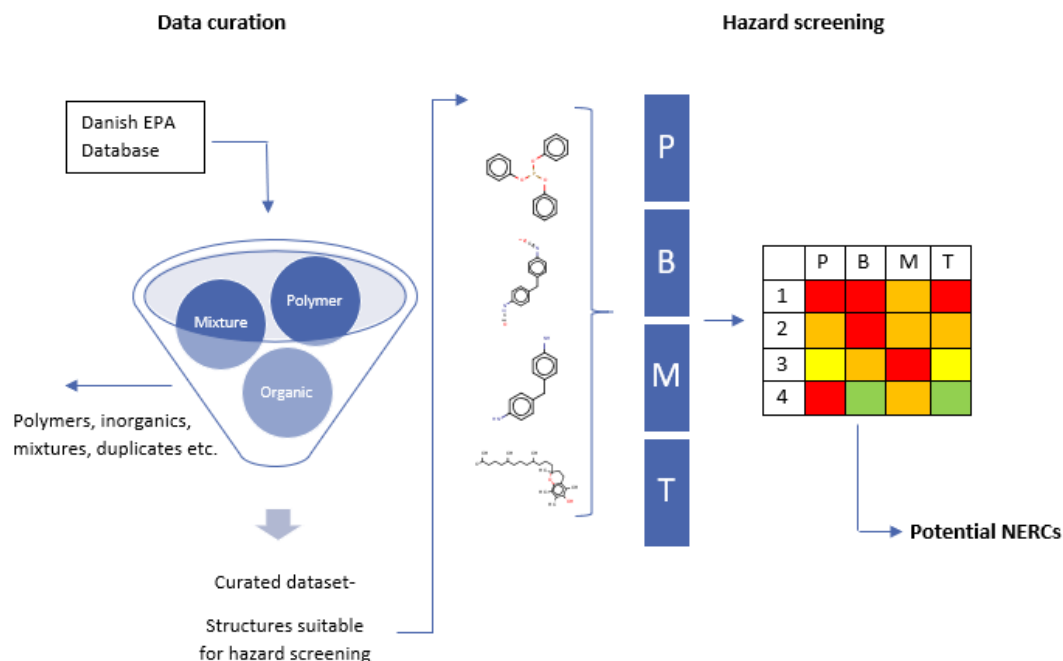 Data curation
Hazard screening
Danish EPA
Database
Polymer
Mixture
Organic
Polymers, inorganics,
mixtures, duplicates etc.
Curated dataset-
Structures suitable
for hazard screening
P
B
M
T
P B M T
1
2
3
4
Potential NERCs